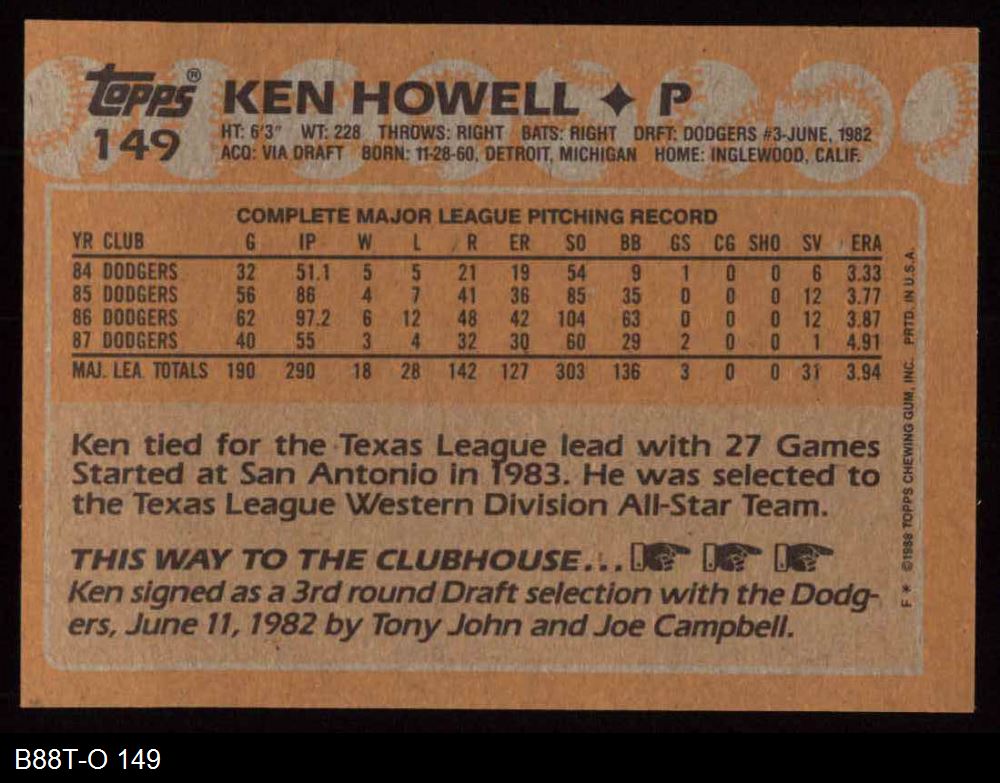 topps® KEN HOWELL ✦ P
149 HT: 6'3" WT: 228 THROWS: RIGHT BATS: RIGHT DRFT: DODGERS #3-JUNE, 1982
ACQ: VIA DRAFT BORN: 11-28-60, DETROIT, MICHIGAN HOME: INGLEWOOD, CALIF.
COMPLETE MAJOR LEAGUE PITCHING RECORD
YR CLUB G IP W L R ER SO BB GS CG SHO SV ERA
84 DODGERS 32 51.1 5 5 21 19 54 9 1 0 0 6 3.33
85 DODGERS 56 86 4 7 41 36 85 35 0 0 0 12 3.77
86 DODGERS 62 97.2 6 12 48 42 104 63 0 0 0 12 3.87
87 DODGERS 40 55 3 4 32 30 60 29 2 0 0 1 4.91
MAJ. LEA. TOTALS 190 290 18 28 142 127 303 136 3 0 0 31 3.94
Ken tied for the Texas League lead with 27 Games
Started at San Antonio in 1983. He was selected to
the Texas League Western Division All-Star Team.
THIS WAY TO THE CLUBHOUSE...
Ken signed as a 3rd round Draft selection with the Dodg-
ers, June 11, 1982 by Tony John and Joe Campbell.
F * ©1988 TOPPS CHEWING GUM, INC. PRTD. IN U.S.A.
B88T-O 149